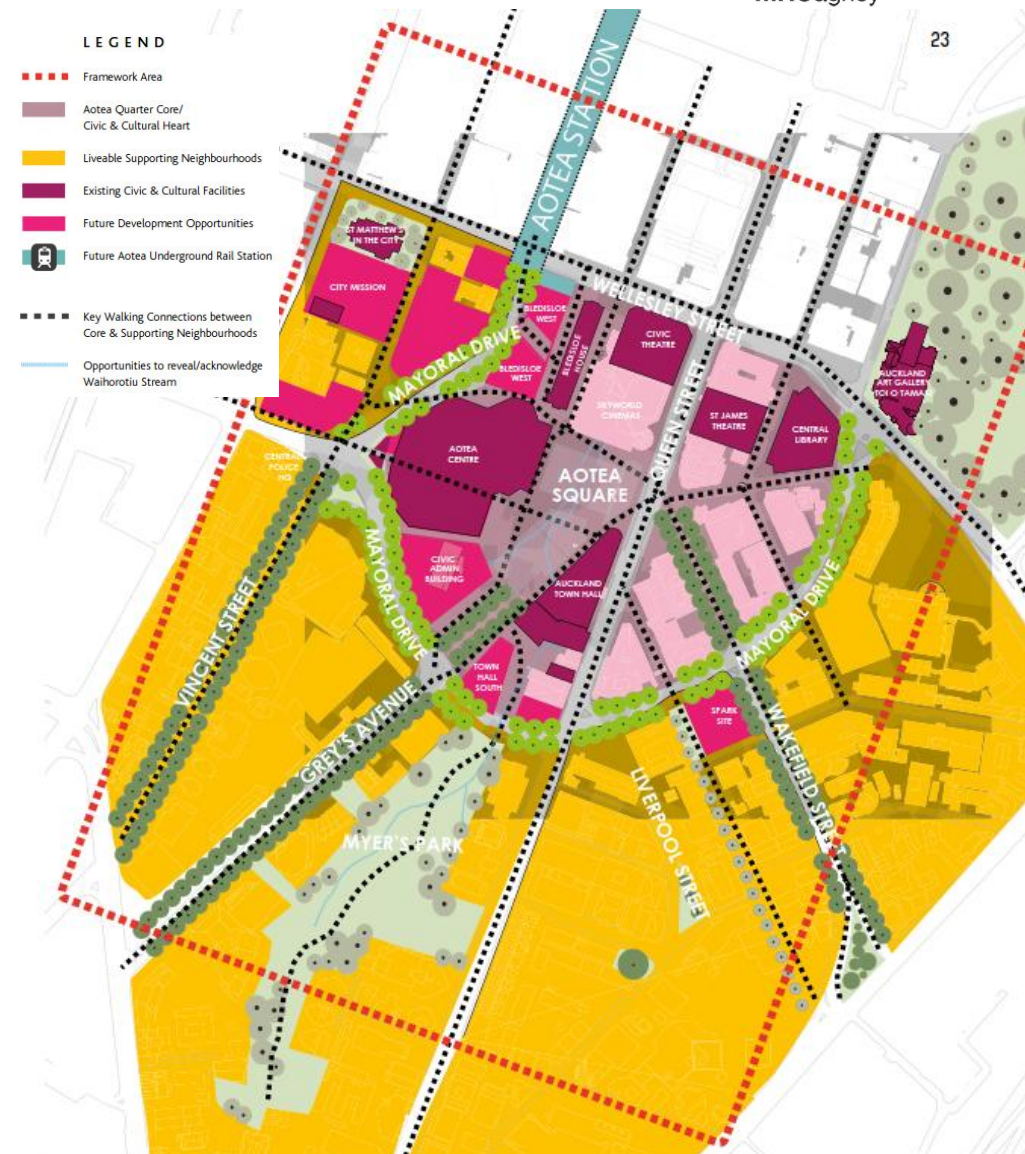 23
LEGEND
Framework Area
Aotea Quarter Core/
Civic & Cultural Heart
Liveable Supporting Neighbourhoods
Existing Civic & Cultural Facilities
Future Development Opportunities
Future Aotea Underground Rail Station
Key Walking Connections between
Core & Supporting Neighbourhoods
Opportunities to reveal/acknowledge
Waihorotiu Stream
AOTEA STATION
ST MATTHEW'S
IN THE CITY
CITY MISSION
WELLESLEY STREET
BLEDISLOE
WEST
BLEDISLOE
HOUSE
CIVIC
THEATRE
MAYORAL DRIVE
BLEDISLOE
WEST
AUCKLAND
ART GALLERY
TOI O TAMAKI
SKYWORLD
CINEMAS
QUEEN STREET
ST JAMES
THEATRE
CENTRAL
LIBRARY
CENTRAL
POLICE
HQ
AOTEA
CENTRE
AOTEA
SQUARE
MAYORAL DRIVE
CIVIC
ADMIN
BUILDING
AUCKLAND
TOWN HALL
MAYORAL DRIVE
VINCENT STREET
TOWN
HALL
SOUTH
SPARK
SITE
GREY'S AVENUE
WAKEFIELD STREET
LIVERPOOL STREET
MYER'S PARK